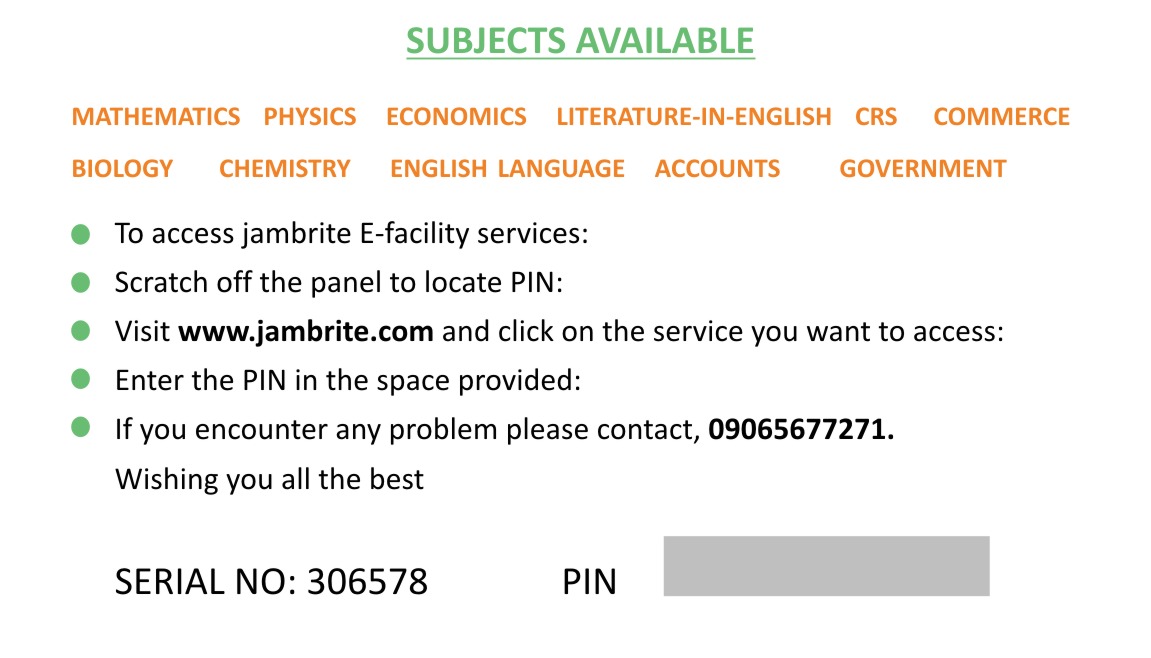 SUBJECTS AVAILABLE
MATHEMATICS PHYSICS ECONOMICS LITERATURE-IN-ENGLISH CRS COMMERCE
BIOLOGY CHEMISTRY ENGLISH LANGUAGE ACCOUNTS GOVERNMENT
To access jambrite E-facility services:
Scratch off the panel to locate PIN:
Visit www.jambrite.com and click on the service you want to access:
Enter the PIN in the space provided:
If you encounter any problem please contact, 09065677271.
Wishing you all the best
SERIAL NO: 306578 PIN